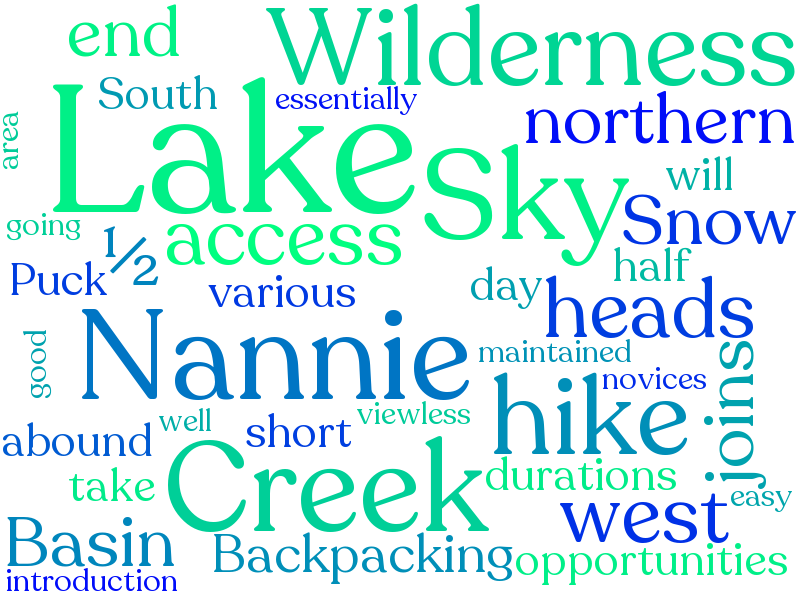 end
Wilderness
South
essentially
northern
area
Lake
Sky
will
going
access
Snow
½
Puck
various
day
half
heads
good
Nannie
maintained
novices
joins
well
viewless
hike
abound
short
take
Creek
durations
west
easy
Basin
Backpacking
opportunities
introduction